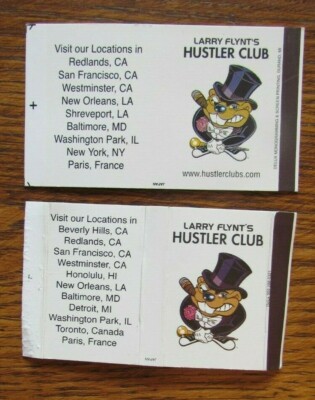 Visit our Locations in
Redlands, CA
San Francisco, CA
Westminster, CA
New Orleans, LA
Shreveport, LA
Baltimore, MD
Washington Park, IL
New York, NY
Paris, France
LARRY FLYNT'S
HUSTLER CLUB
www.hustlerclubs.com
Visit our Locations in
Beverly Hills, CA
Redlands, CA
San Francisco, CA
Westminster, CA
Honolulu, HI
New Orleans, LA
Baltimore, MD
Detroit, MI
Washington Park, IL
Toronto, Canada
Paris, France
LARRY FLYNT'S
HUSTLER CLUB